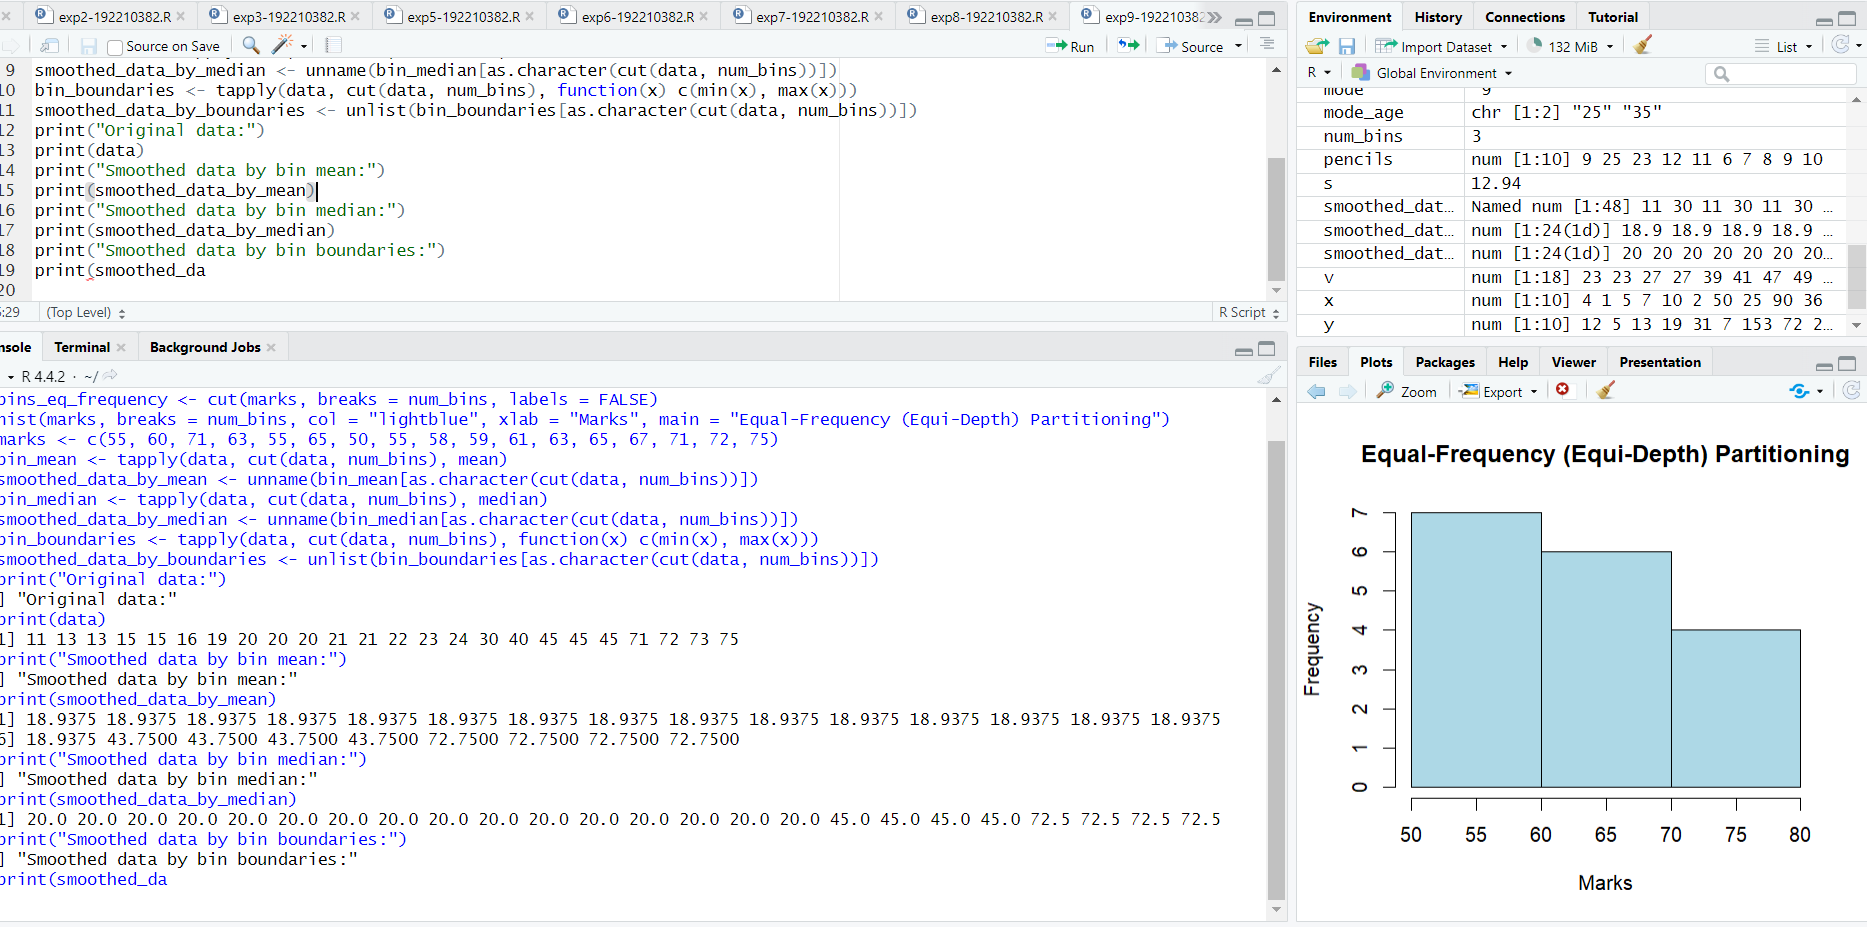 exp2-192210382.R
exp3-192210382.R
exp5-192210382.R
exp6-192210382.R
exp7-192210382.R
exp8-192210382.R
exp9-19221038
Source on Save
Run
Source
9 smoothed_data_by_median <- unname(bin_median[as.character(cut(data, num_bins))])
10 bin_boundaries <- tapply(data, cut(data, num_bins), function(x) c(min(x), max(x)))
11 smoothed_data_by_boundaries <- unlist(bin_boundaries[as.character(cut(data, num_bins))])
12 print("Original data:")
13 print(data)
14 print("Smoothed data by bin mean:")
15 print(smoothed_data_by_mean)
16 print("Smoothed data by bin median:")
17 print(smoothed_data_by_median)
18 print("Smoothed data by bin boundaries:")
19 print(smoothed_da
20
:29 (Top Level) R Script
nsole Terminal Background Jobs
R 4.4.2 · ~/
bins_eq_frequency <- cut(marks, breaks = num_bins, labels = FALSE)
hist(marks, breaks = num_bins, col = "lightblue", xlab = "Marks", main = "Equal-Frequency (Equi-Depth) Partitioning")
marks <- c(55, 60, 71, 63, 55, 65, 50, 55, 58, 59, 61, 63, 65, 67, 71, 72, 75)
bin_mean <- tapply(data, cut(data, num_bins), mean)
smoothed_data_by_mean <- unname(bin_mean[as.character(cut(data, num_bins))])
bin_median <- tapply(data, cut(data, num_bins), median)
smoothed_data_by_median <- unname(bin_median[as.character(cut(data, num_bins))])
bin_boundaries <- tapply(data, cut(data, num_bins), function(x) c(min(x), max(x)))
smoothed_data_by_boundaries <- unlist(bin_boundaries[as.character(cut(data, num_bins))])
print("Original data:")
] "Original data:"
print(data)
1] 11 13 13 15 15 16 19 20 20 20 21 21 22 23 24 30 40 45 45 45 71 72 73 75
print("Smoothed data by bin mean:")
] "Smoothed data by bin mean:"
print(smoothed_data_by_mean)
1] 18.9375 18.9375 18.9375 18.9375 18.9375 18.9375 18.9375 18.9375 18.9375 18.9375 18.9375 18.9375 18.9375 18.9375 18.9375
6] 18.9375 43.7500 43.7500 43.7500 43.7500 72.7500 72.7500 72.7500 72.7500
print("Smoothed data by bin median:")
] "Smoothed data by bin median:"
print(smoothed_data_by_median)
1] 20.0 20.0 20.0 20.0 20.0 20.0 20.0 20.0 20.0 20.0 20.0 20.0 20.0 20.0 20.0 20.0 45.0 45.0 45.0 45.0 72.5 72.5 72.5 72.5
print("Smoothed data by bin boundaries:")
] "Smoothed data by bin boundaries:"
print(smoothed_da
Environment History Connections Tutorial
Import Dataset 132 MiB List
R Global Environment
mode 9
mode_age chr [1:2] "25" "35"
num_bins 3
pencils num [1:10] 9 25 23 12 11 6 7 8 9 10
s 12.94
smoothed_dat… Named num [1:48] 11 30 11 30 11 30 …
smoothed_dat… num [1:24(1d)] 18.9 18.9 18.9 18.9 …
smoothed_dat… num [1:24(1d)] 20 20 20 20 20 20 20…
v num [1:18] 23 23 27 27 39 41 47 49 …
x num [1:10] 4 1 5 7 10 2 50 25 90 36
y num [1:10] 12 5 13 19 31 7 153 72 2…
Files Plots Packages Help Viewer Presentation
Zoom Export
Equal-Frequency (Equi-Depth) Partitioning
Frequency
7
6
5
4
3
2
1
0
50 55 60 65 70 75 80
Marks